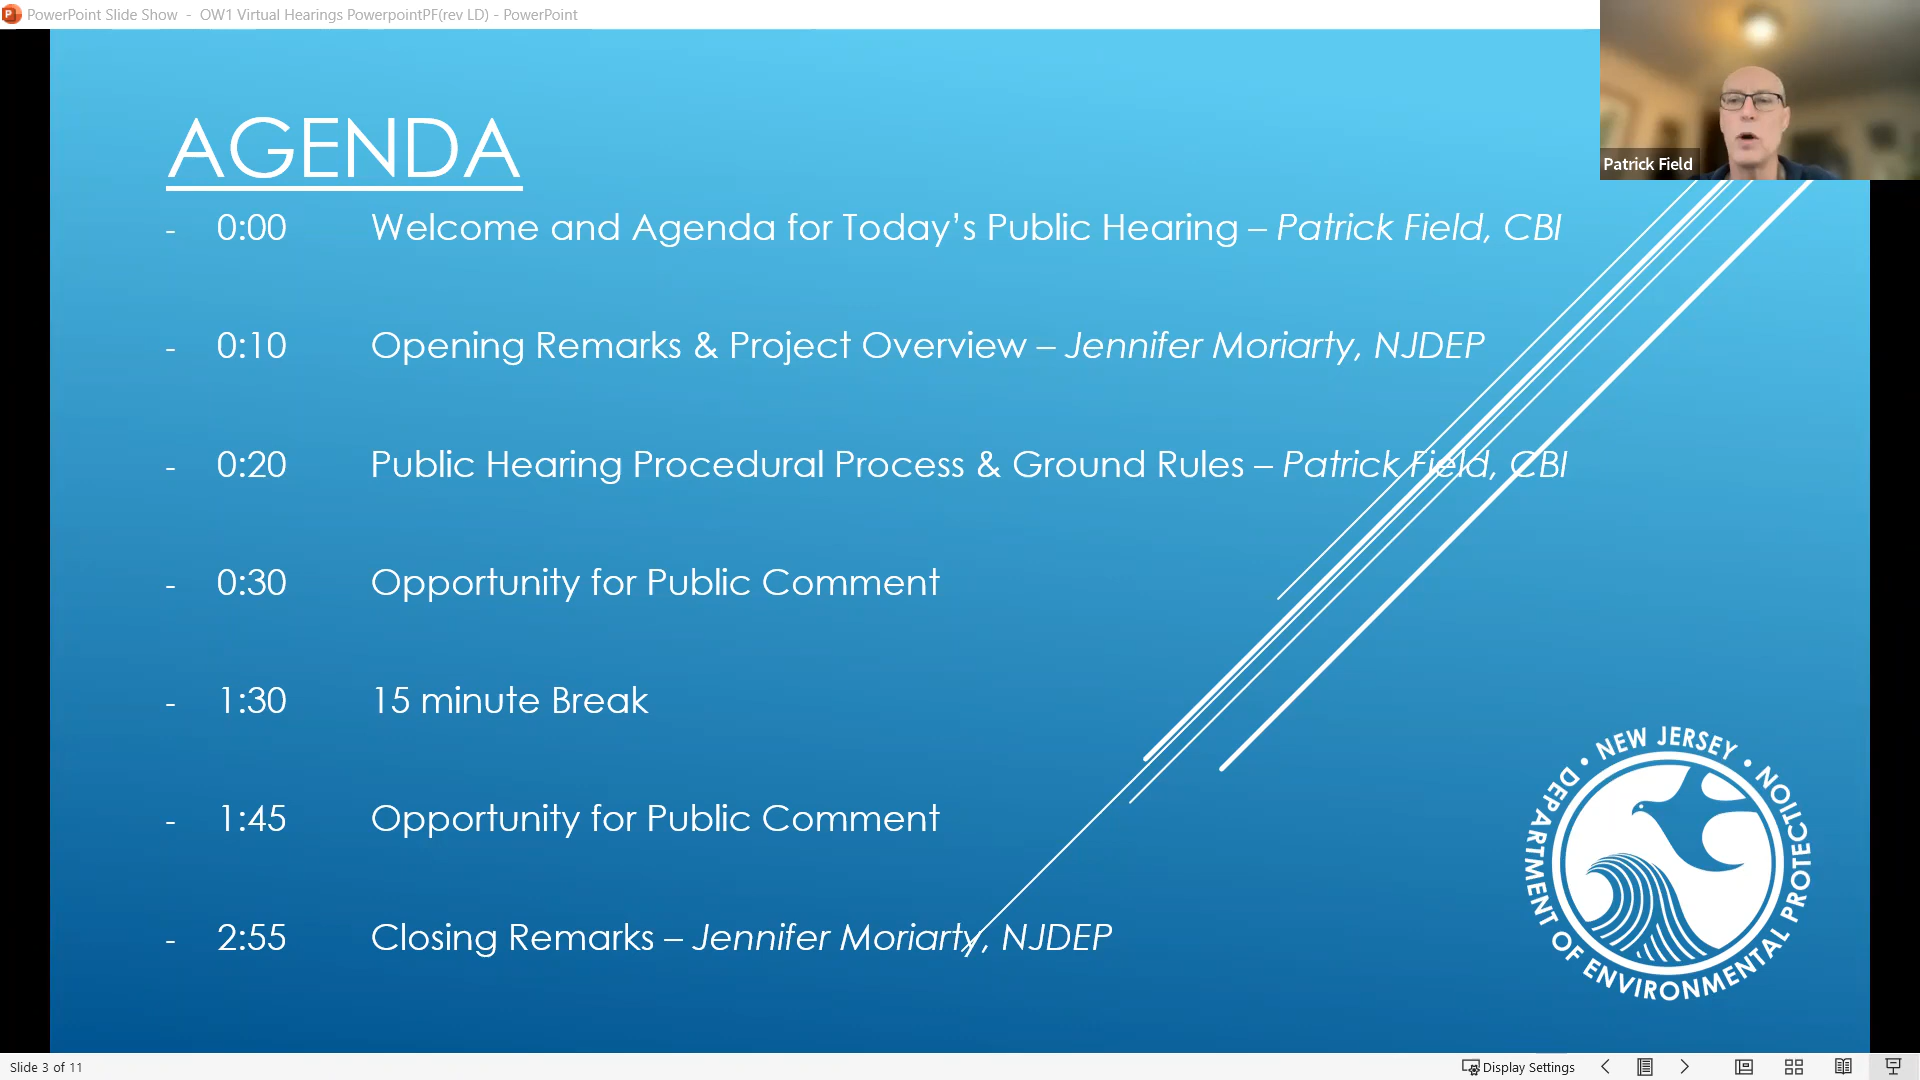 PowerPoint Slide Show - OW1 Virtual Hearings PowerpointPF(rev LD) - PowerPoint
Patrick Field
AGENDA
- 0:00 Welcome and Agenda for Today’s Public Hearing – Patrick Field, CBI
- 0:10 Opening Remarks & Project Overview – Jennifer Moriarty, NJDEP
- 0:20 Public Hearing Procedural Process & Ground Rules – Patrick Field, CBI
- 0:30 Opportunity for Public Comment
- 1:30 15 minute Break
- 1:45 Opportunity for Public Comment
- 2:55 Closing Remarks – Jennifer Moriarty, NJDEP
• NEW JERSEY •
DEPARTMENT OF ENVIRONMENTAL PROTECTION
Slide 3 of 11
Display Settings